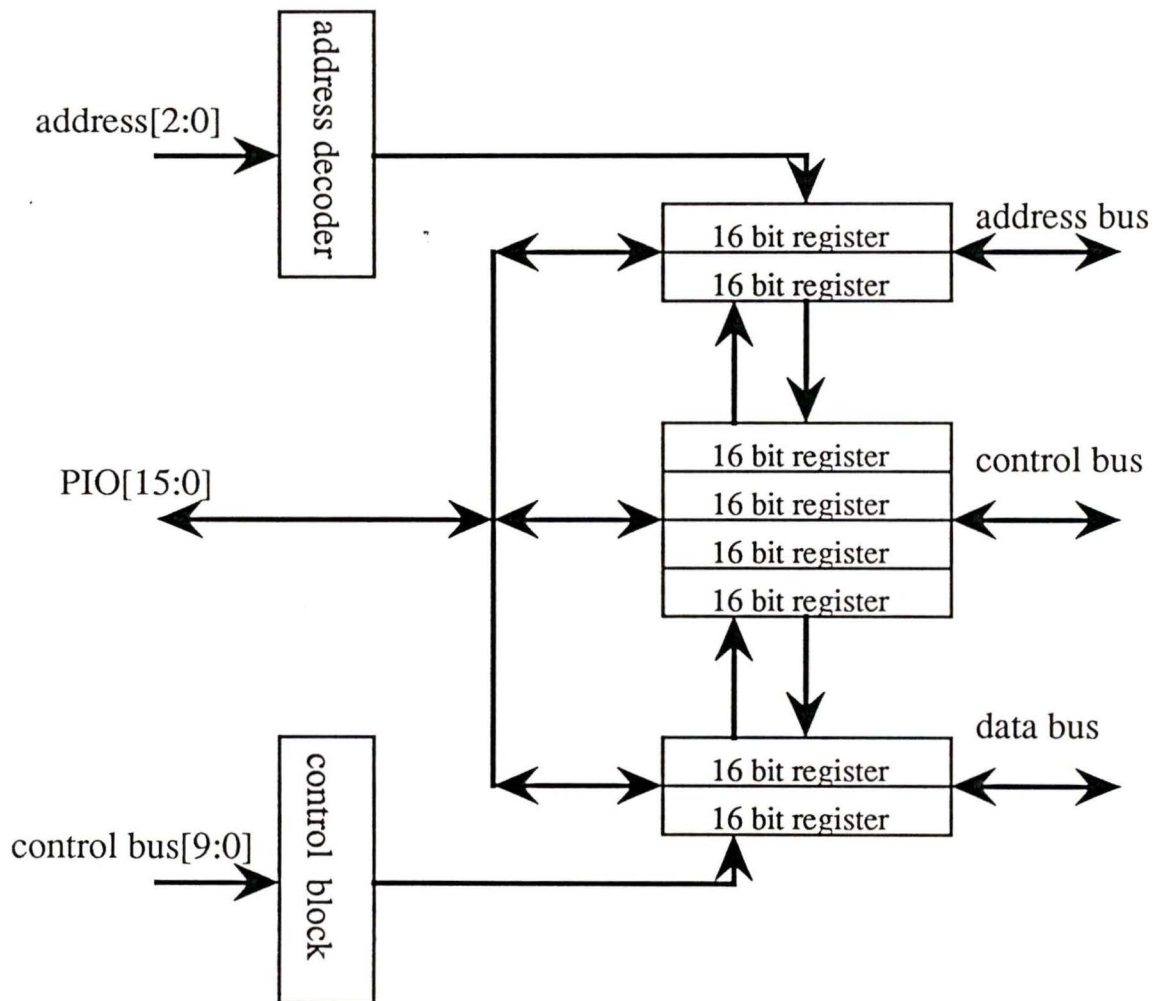 address decoder
address[2:0]
16 bit register
address bus
16 bit register
16 bit register
control bus
PIO[15:0]
16 bit register
16 bit register
16 bit register
data bus
16 bit register
16 bit register
control block
control bus[9:0]